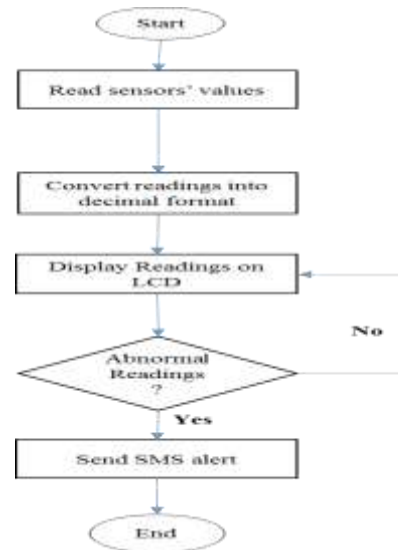 Start
Read sensors' values
Convert readings into
decimal format
Display Readings on
LCD
Abnormal
Readings
?
No
Yes
Send SMS alert
End